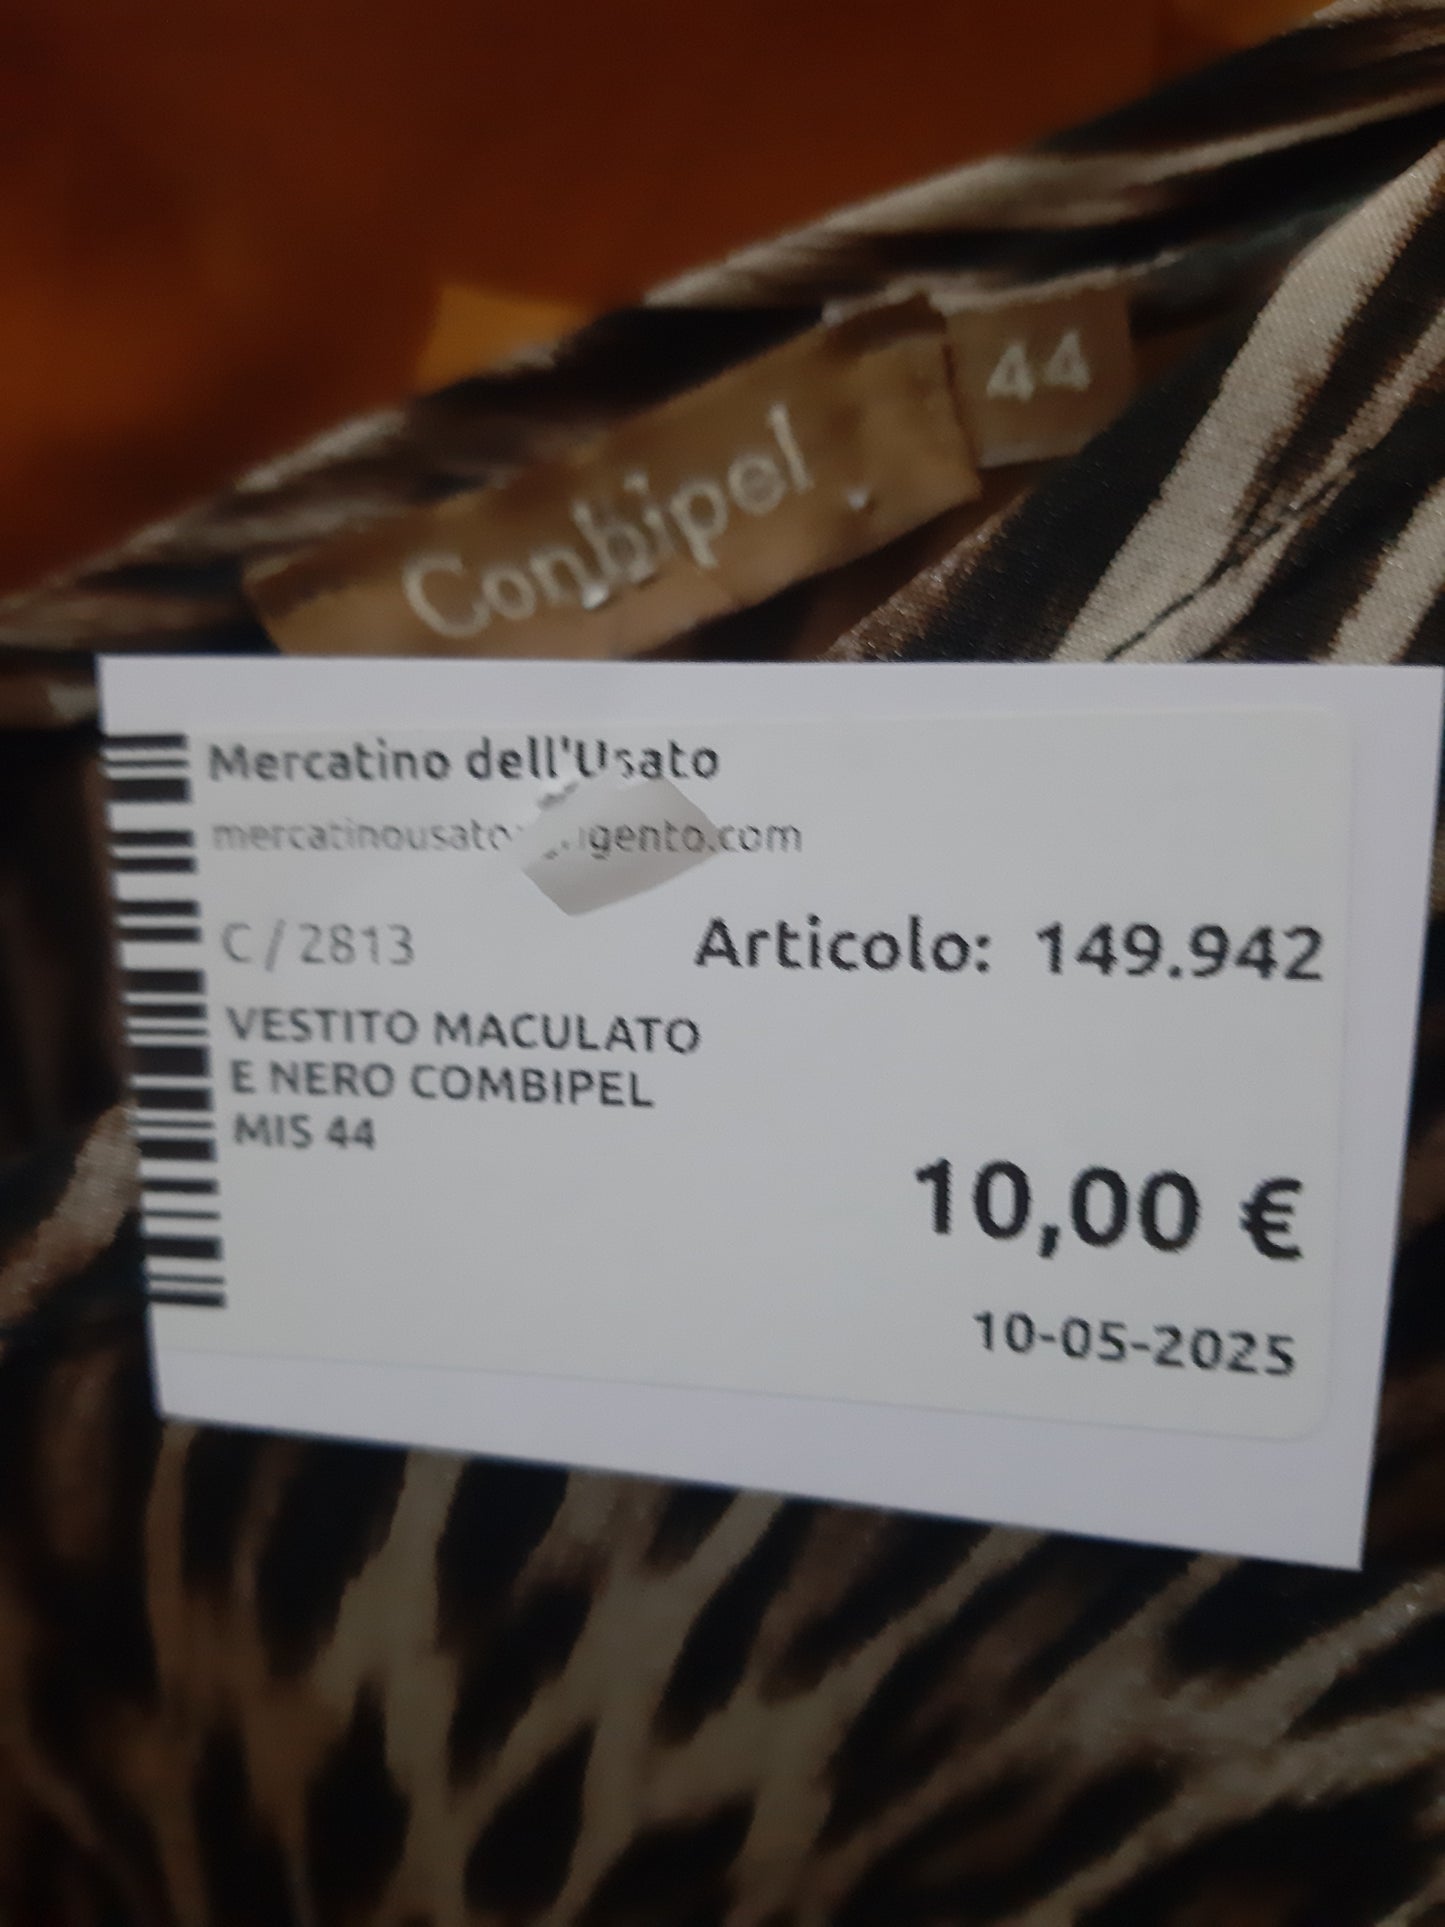 44
Conbipel
Mercatino dell'Usato
C/2813
Articolo: 149.942
VESTITO MACULATO
E NERO COMBIPEL
MIS 44
10,00 €
10-05-2025